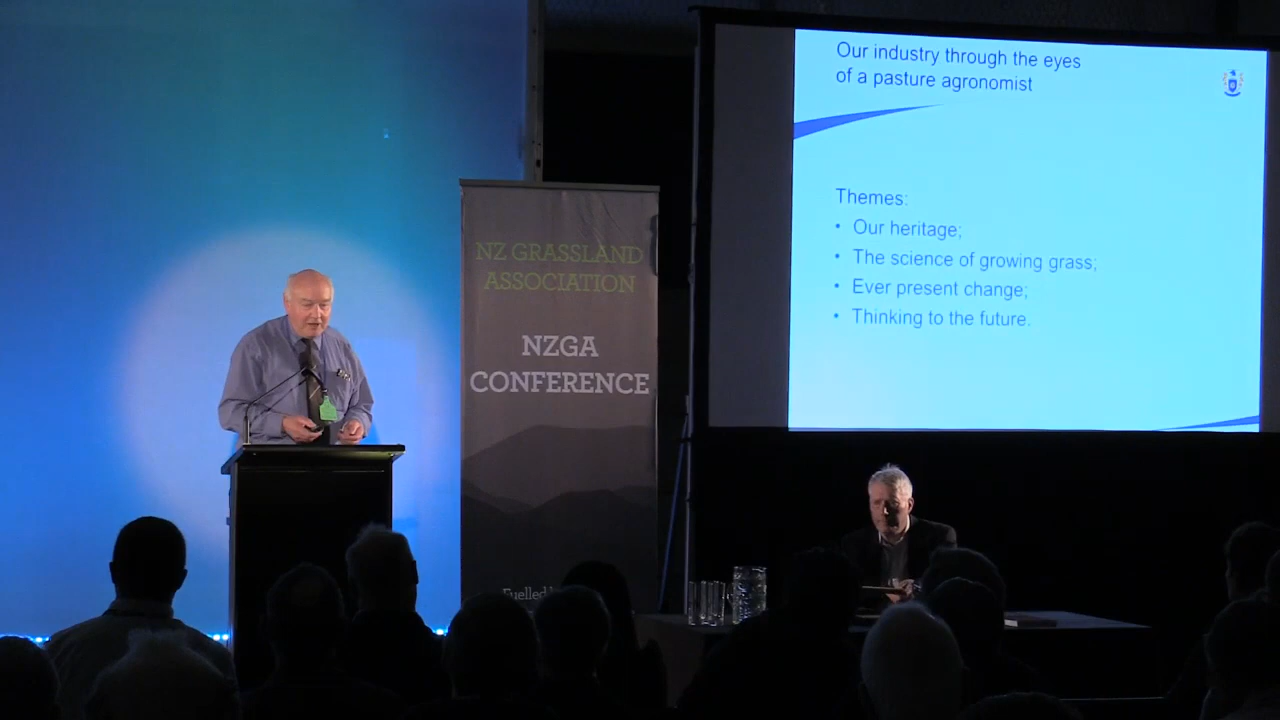 Our industry through the eyes
of a pasture agronomist
Themes:
• Our heritage;
• The science of growing grass;
• Ever present change;
• Thinking to the future.
NZ GRASSLAND
ASSOCIATION
NZGA
CONFERENCE
Fuelled